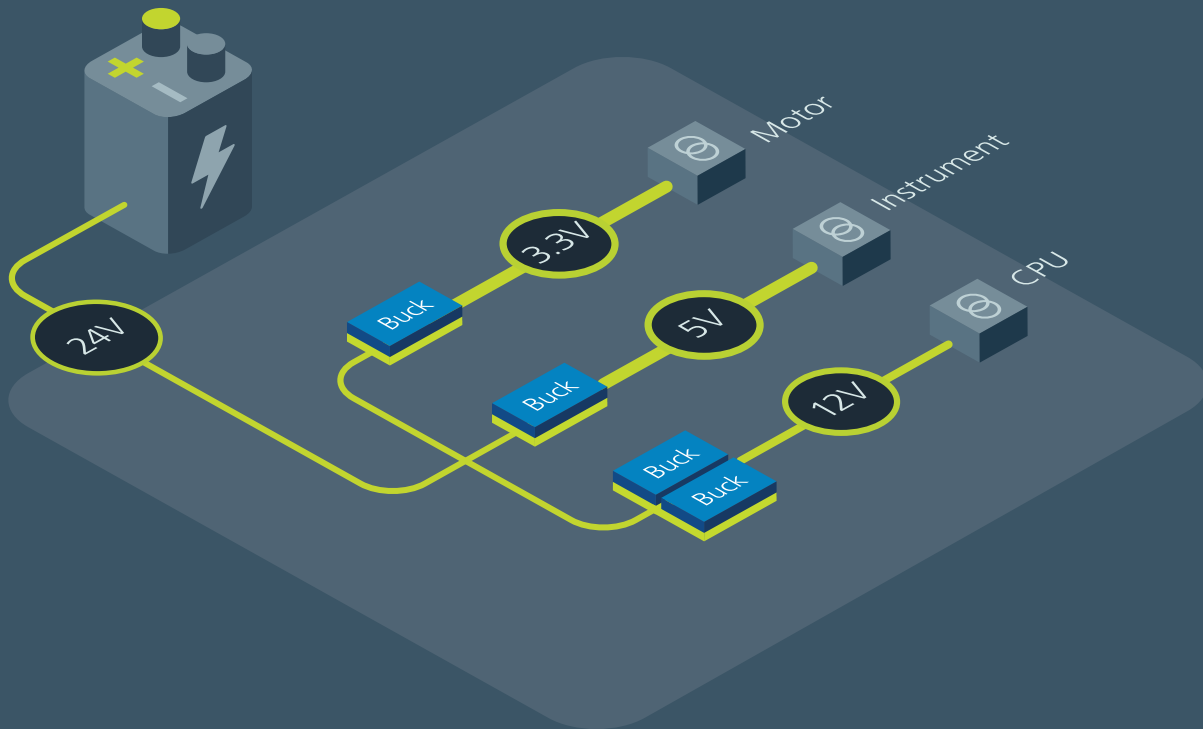 Motor
Instrument
CPU
3.3V
5V
12V
24V
Buck
Buck
Buck
Buck